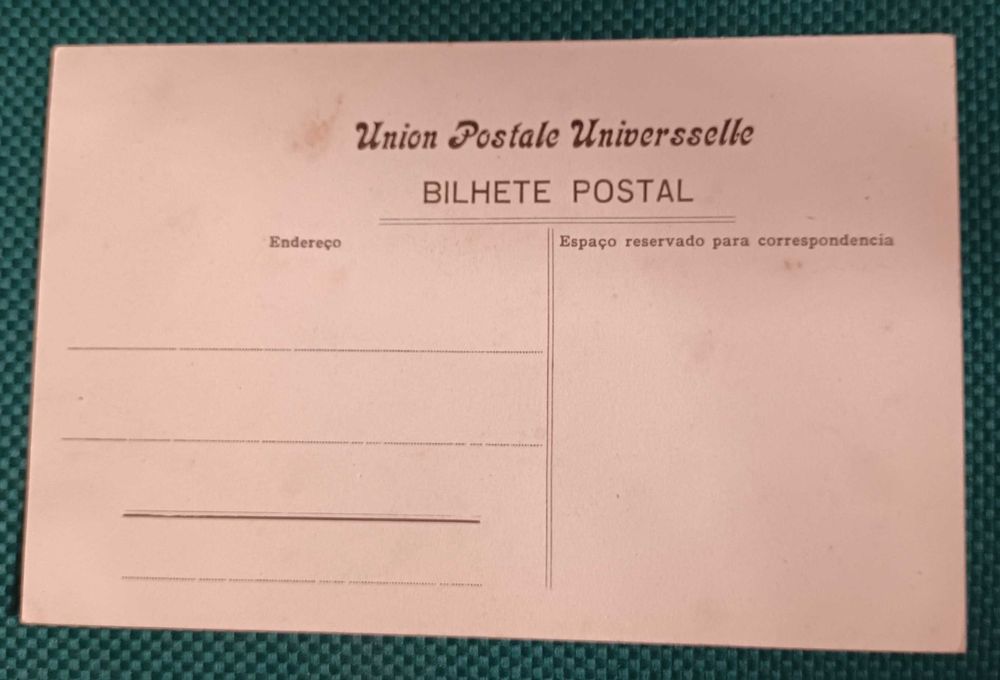 Union Postale Universselle
BILHETE POSTAL
Endereço
Espaço reservado para correspondencia